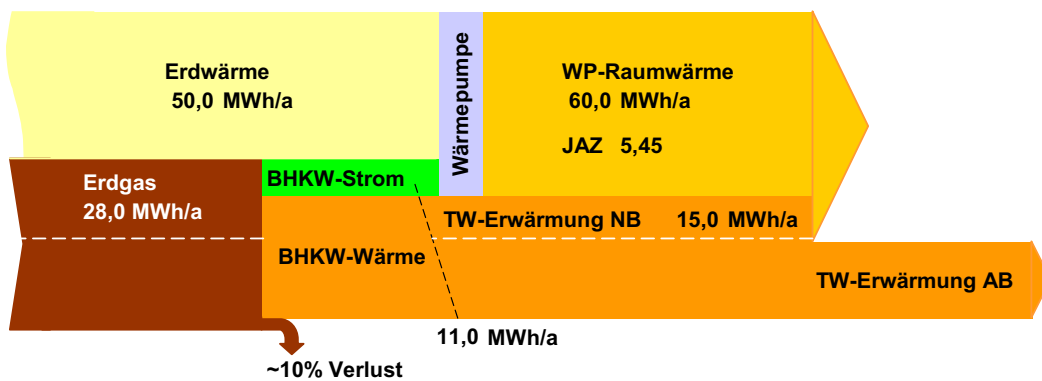 Erdwärme
50,0 MWh/a
Wärmepumpe
WP-Raumwärme
60,0 MWh/a
JAZ 5,45
Erdgas
28,0 MWh/a
BHKW-Strom
TW-Erwärmung NB 15,0 MWh/a
BHKW-Wärme
TW-Erwärmung AB
11,0 MWh/a
~10% Verlust